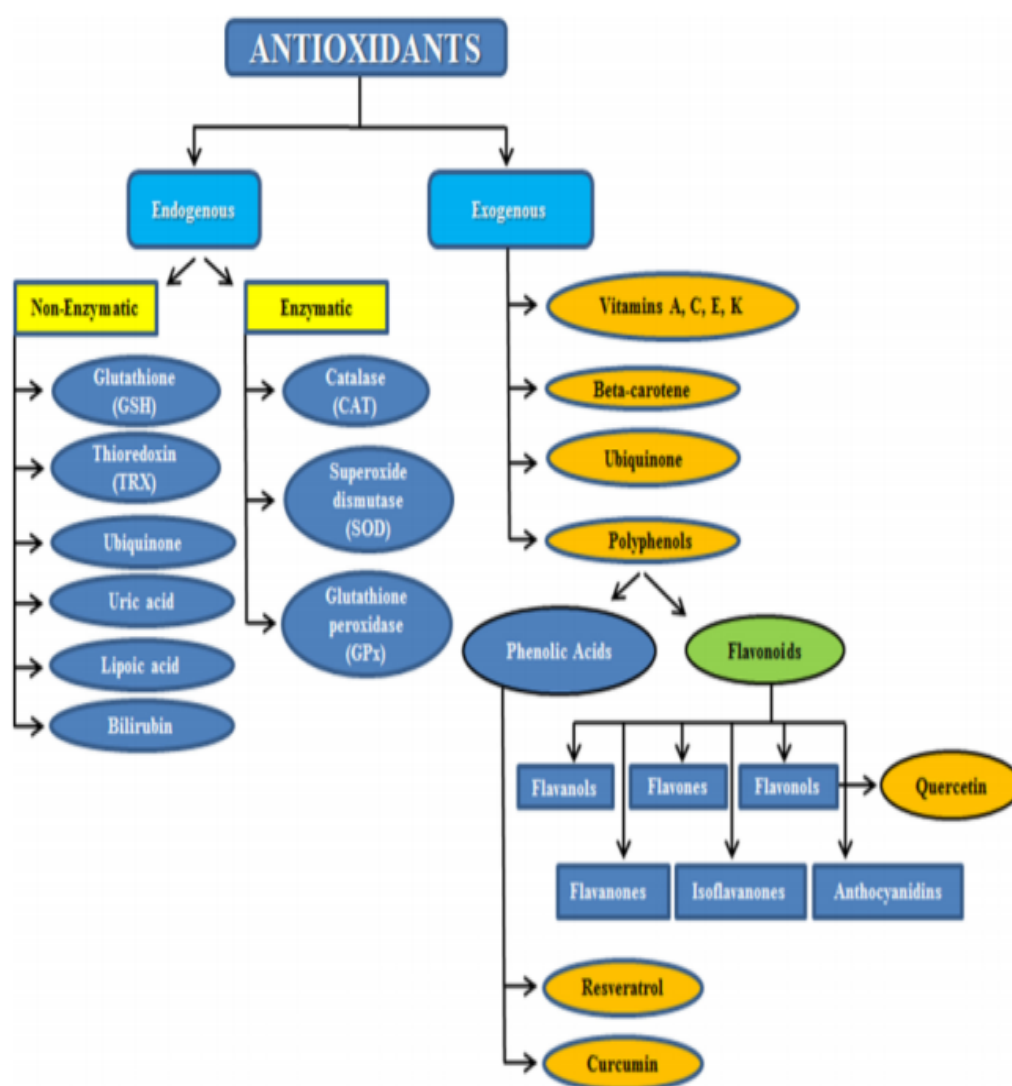 ANTIOXIDANTS
Endogenous
Exogenous
Non-Enzymatic
Enzymatic
Glutathione
(GSH)
Thioredoxin
(TRX)
Ubiquinone
Uric acid
Lipoic acid
Bilirubin
Catalase
(CAT)
Superoxide
dismutase
(SOD)
Glutathione
peroxidase
(GPx)
Vitamins A, C, E, K
Beta-carotene
Ubiquinone
Polyphenols
Phenolic Acids
Flavonoids
Flavanols
Flavones
Flavonols
Quercetin
Flavanones
Isoflavanones
Anthocyanidins
Resveratrol
Curcumin